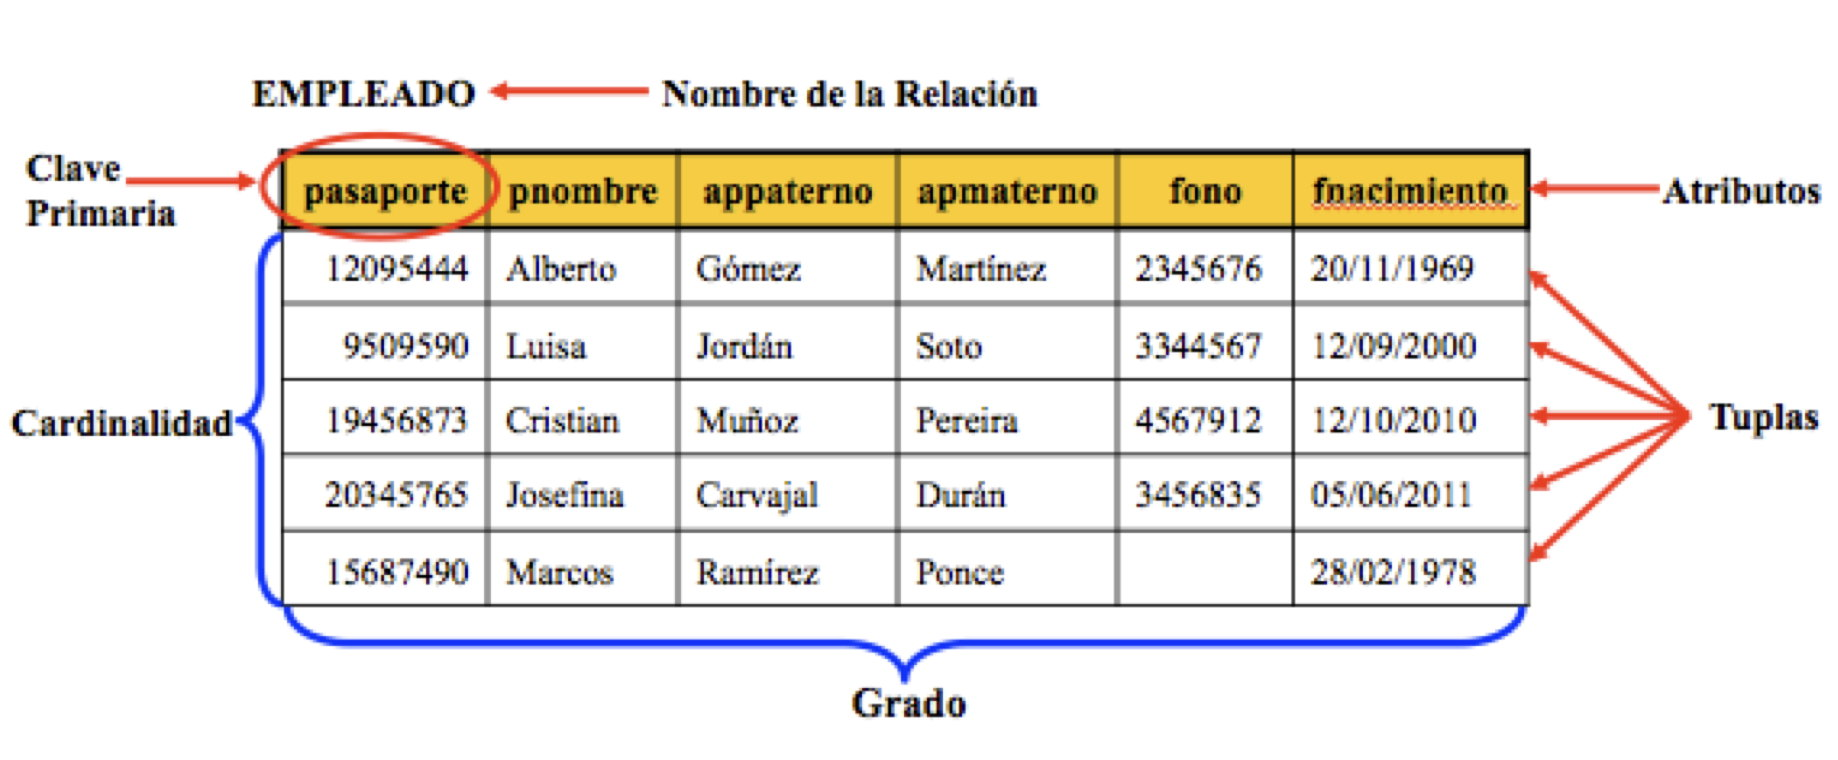 EMPLEADO Nombre de la Relación
Clave
Primaria
pasaporte pnombre appaterno apmaterno fono fnacimiento Atributos
12095444 Alberto Gómez Martínez 2345676 20/11/1969
9509590 Luisa Jordán Soto 3344567 12/09/2000
Cardinalidad 19456873 Cristian Muñoz Pereira 4567912 12/10/2010 Tuplas
20345765 Josefina Carvajal Durán 3456835 05/06/2011
15687490 Marcos Ramírez Ponce 28/02/1978
Grado